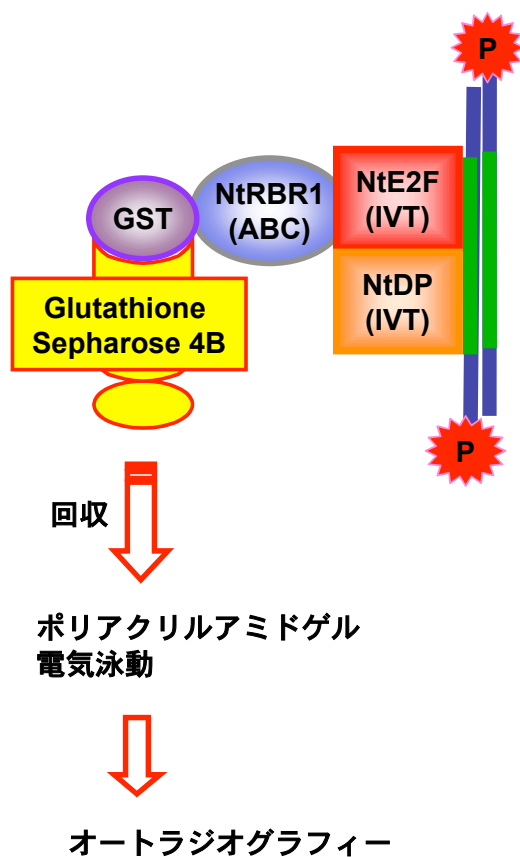 P
NtE2F
(IVT)
NtRBR1
(ABC)
GST
NtDP
(IVT)
Glutathione
Sepharose 4B
P
回収
ポリアクリルアミドゲル
電気泳動
オートラジオグラフィー